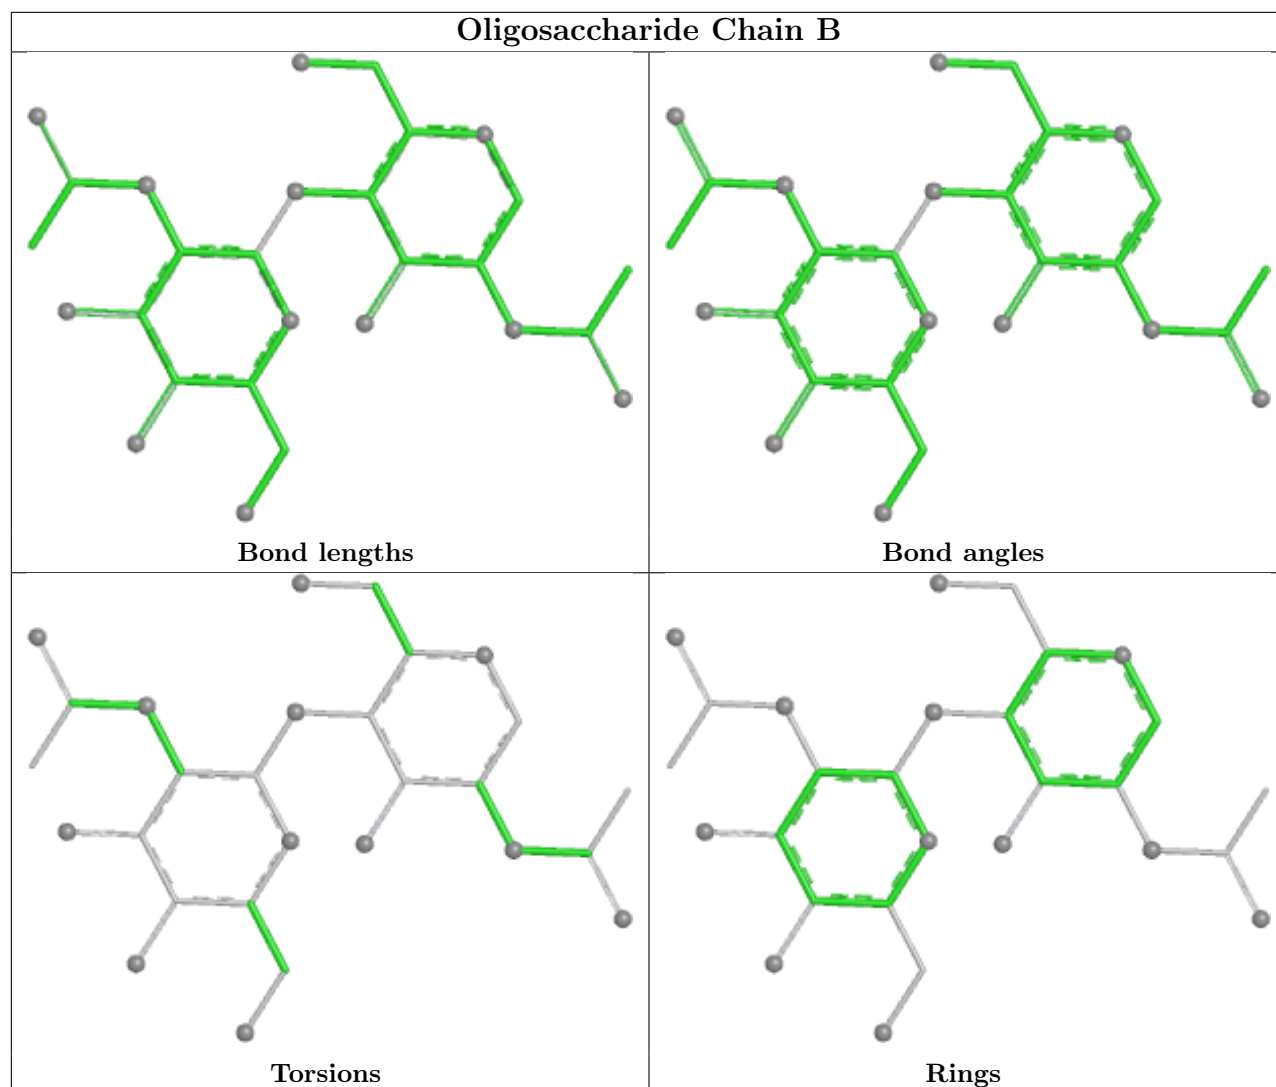 Oligosaccharide Chain B
Bond lengths
Bond angles
Torsions
Rings